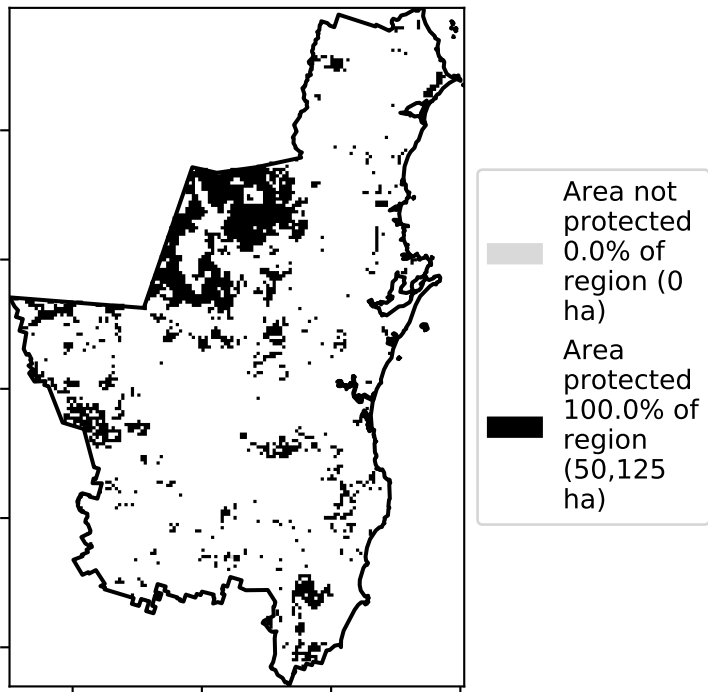 Area not
protected
0.0% of
region (0
ha)
Area
protected
100.0% of
region
(50,125
ha)